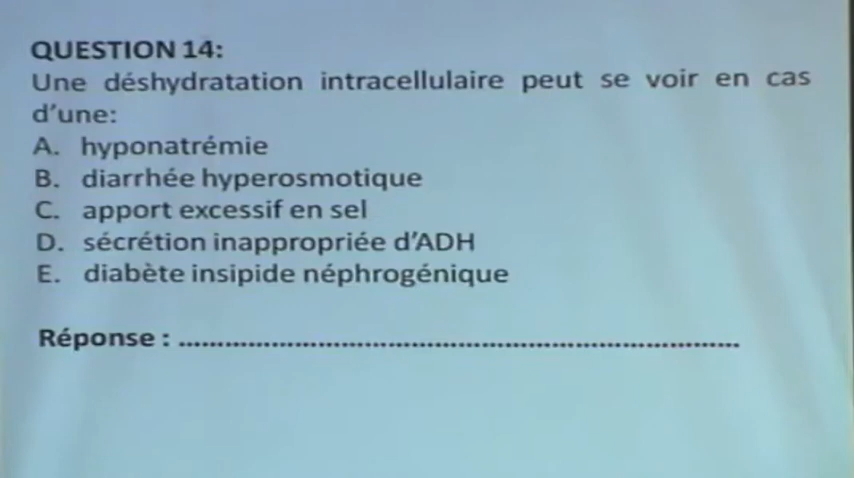 QUESTION 14:
Une déshydratation intracellulaire peut se voir en cas
d'une:
A. hyponatrémie
B. diarrhée hyperosmotique
C. apport excessif en sel
D. sécrétion inappropriée d'ADH
E. diabète insipide néphrogénique
Réponse : ........................................................................